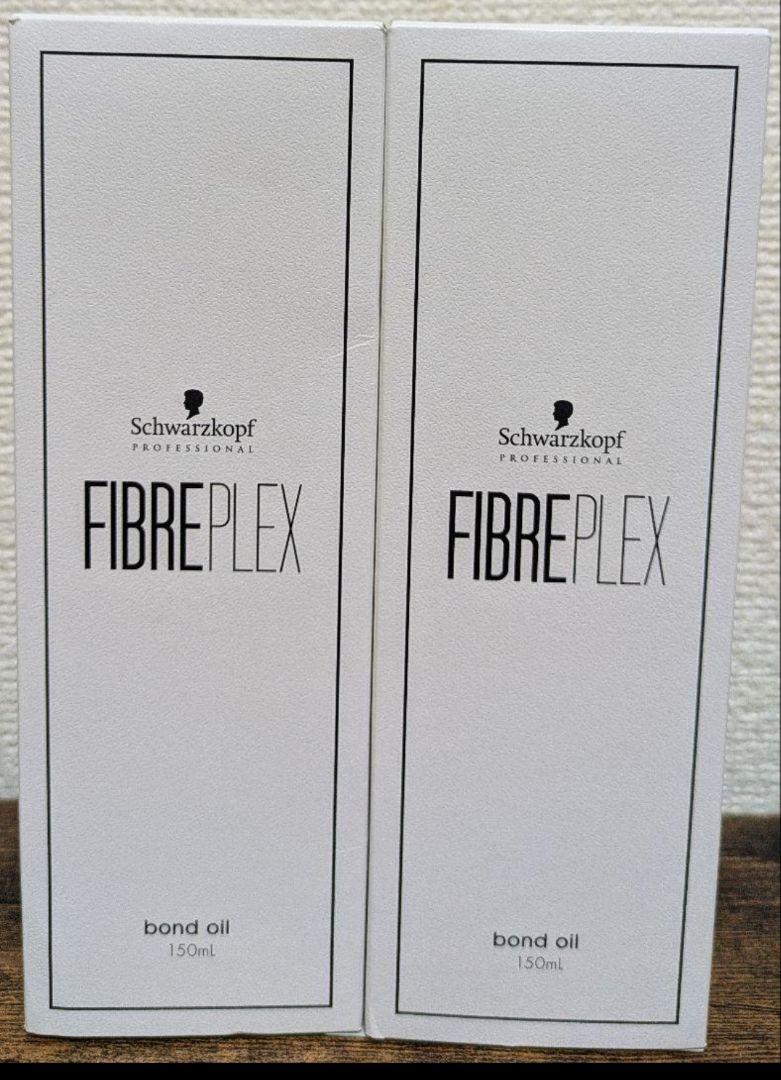 Schwarzkopf
PROFESSIONAL
FIBREPLEX
bond oil
150mL
Schwarzkopf
PROFESSIONAL
FIBREPLEX
bond oil
150mL